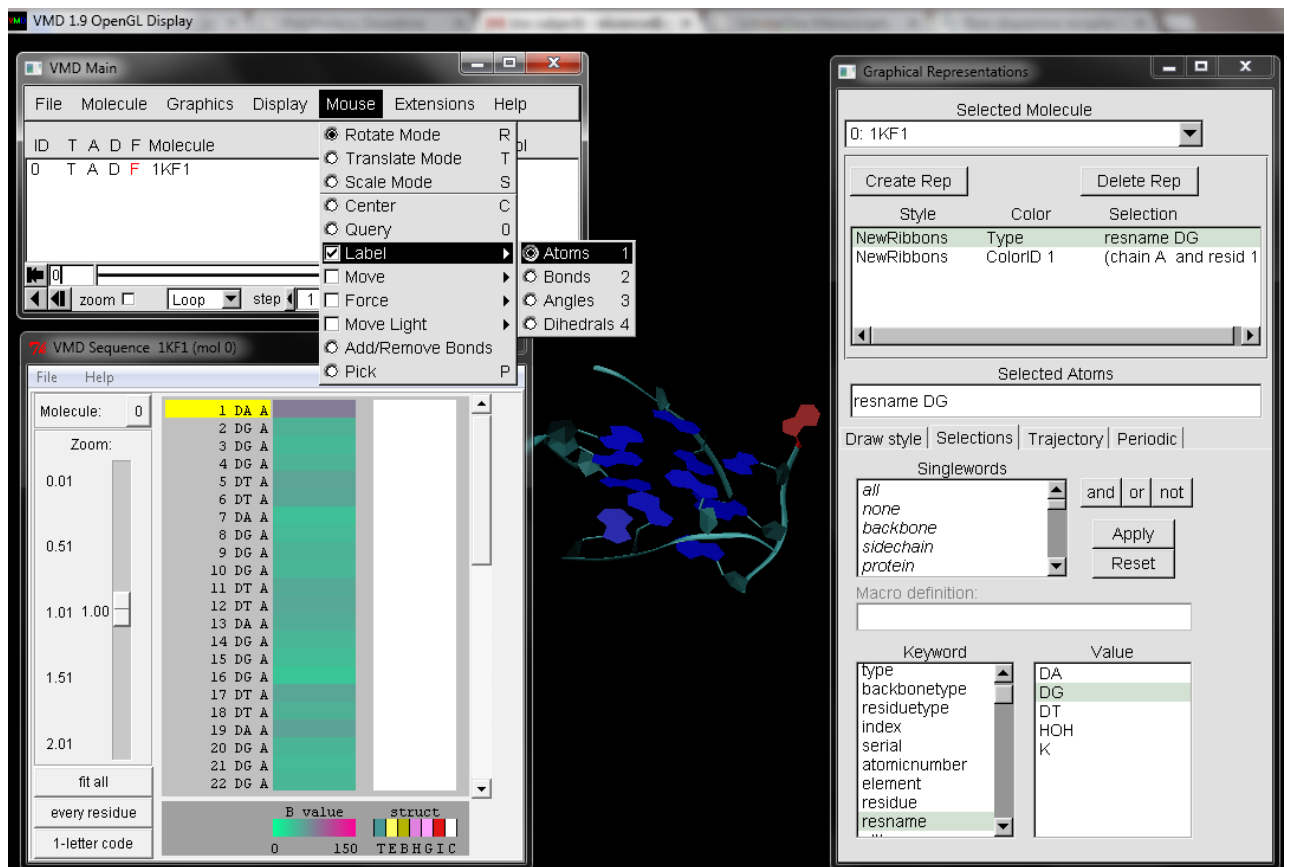 VMD 1.9 OpenGL Display
VMD Main
File Molecule Graphics Display Mouse Extensions Help
ID T A D F Molecule
0 T A D F 1KF1
0
zoom Loop step 1
Rotate Mode R
Translate Mode T
Scale Mode S
Center C
Query 0
Label
Move
Force
Move Light
Add/Remove Bonds
Pick P
Atoms 1
Bonds 2
Angles 3
Dihedrals 4
VMD Sequence 1KF1 (mol 0)
File Help
Molecule: 0
Zoom:
0.01
0.51
1.01 1.00
1.51
2.01
fit all
every residue
1-letter code
1 DA A
2 DG A
3 DG A
4 DG A
5 DT A
6 DT A
7 DA A
8 DG A
9 DG A
10 DG A
11 DT A
12 DT A
13 DA A
14 DG A
15 DG A
16 DG A
17 DT A
18 DT A
19 DA A
20 DG A
21 DG A
22 DG A
B value struct
0 150 TEBHGIC
Graphical Representations
Selected Molecule
0: 1KF1
Create Rep Delete Rep
Style Color Selection
NewRibbons Type resname DG
NewRibbons ColorID 1 (chain A and resid 1
Selected Atoms
resname DG
Draw style Selections Trajectory Periodic
Singlewords
all
none
backbone
sidechain
protein
and or not
Apply
Reset
Macro definition:
Keyword
type
backbonetype
residuetype
index
serial
atomicnumber
element
residue
resname
Value
DA
DG
DT
HOH
K